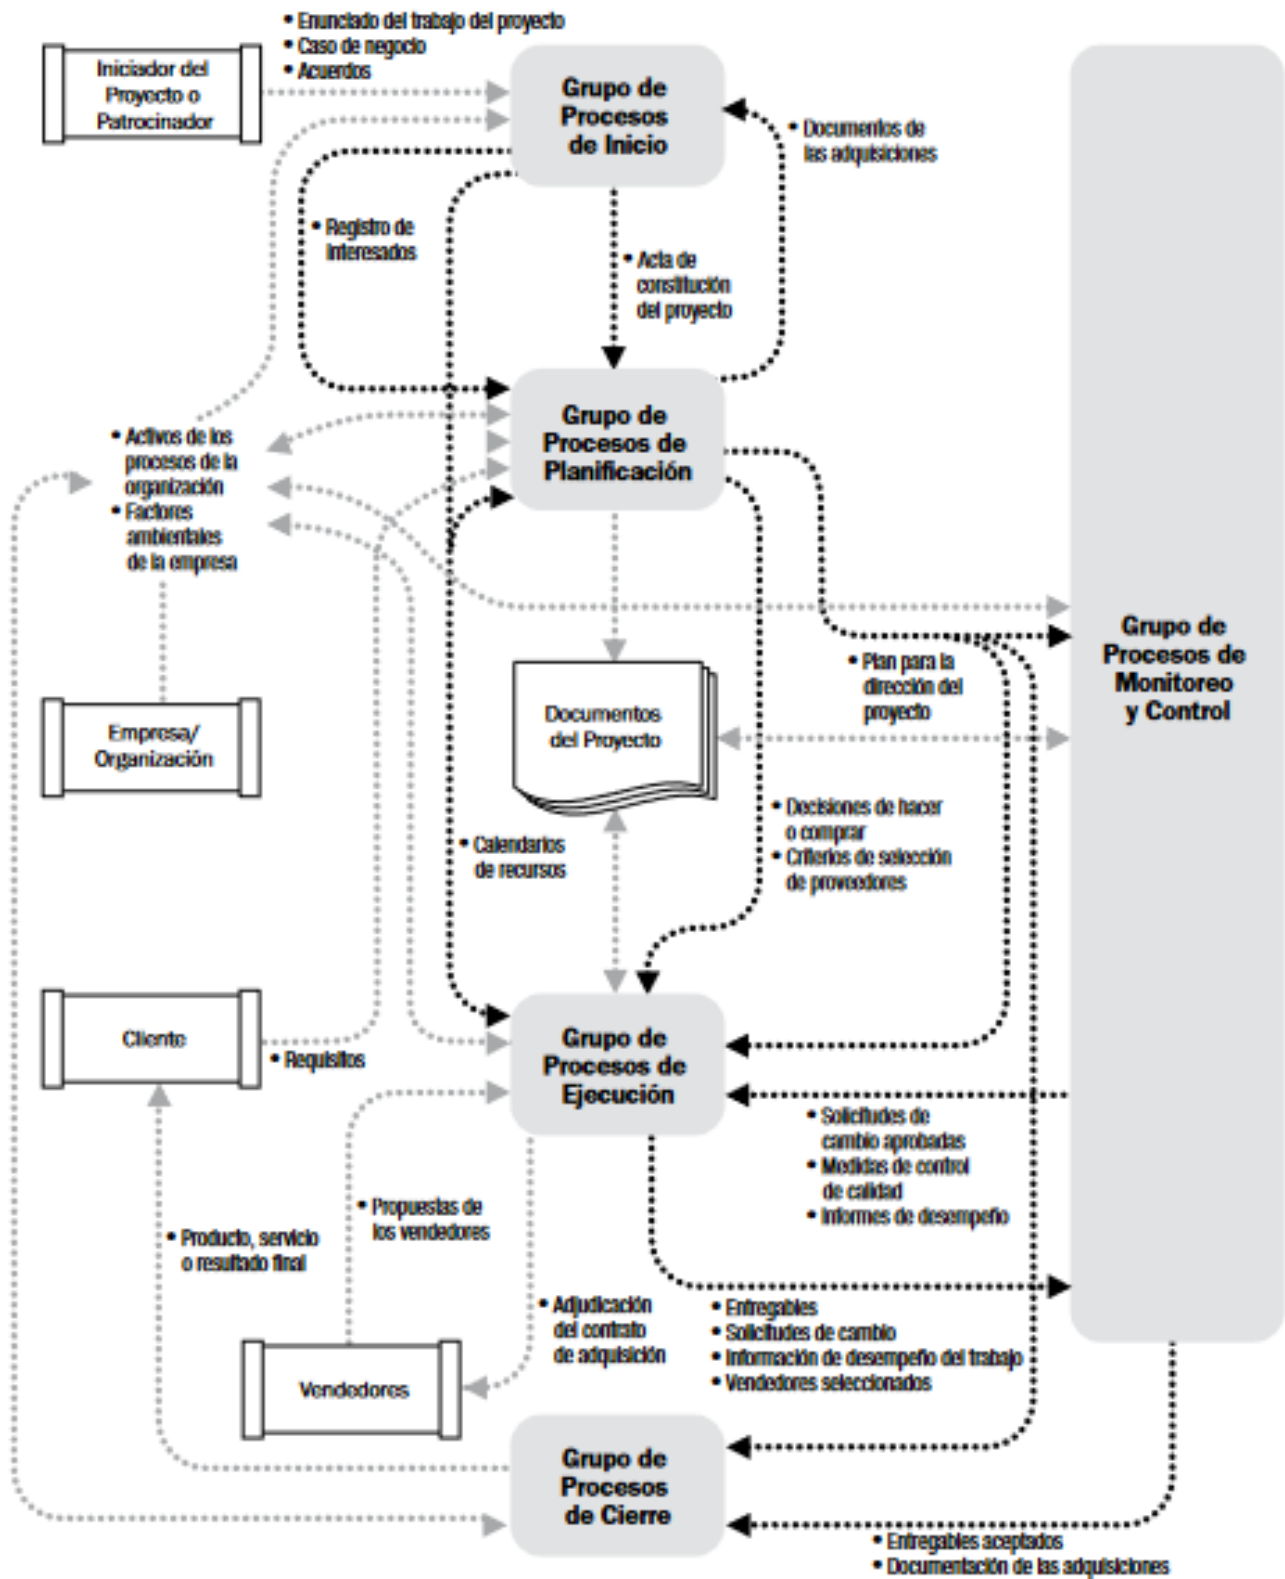 • Enunciado del trabajo del proyecto
• Caso de negocio
• Acuerdos
Iniciador del
Proyecto o
Patrocinador
Grupo de
Procesos
de Inicio
• Documentos de
las adquisiciones
• Registro de
interesados
• Acta de
constitución
del proyecto
Grupo de
Procesos de
Planificación
• Activos de los
procesos de la
organización
• Factores
ambientales
de la empresa
Grupo de
Procesos de
Monitoreo
y Control
• Plan para la
dirección del
proyecto
Empresa/
Organización
Documentos
del Proyecto
• Decisiones de hacer
o comprar
• Criterios de selección
de proveedores
• Calendarios
de recursos
Cliente
• Requisitos
Grupo de
Procesos de
Ejecución
• Solicitudes de
cambio aprobadas
• Medidas de control
de calidad
• Informes de desempeño
• Propuestas de
los vendedores
• Producto, servicio
o resultado final
• Adjudicación
del contrato
de adquisición
• Entregables
• Solicitudes de cambio
• Información de desempeño del trabajo
• Vendedores seleccionados
Vendedores
Grupo de
Procesos
de Cierre
• Entregables aceptados
• Documentación de las adquisiciones